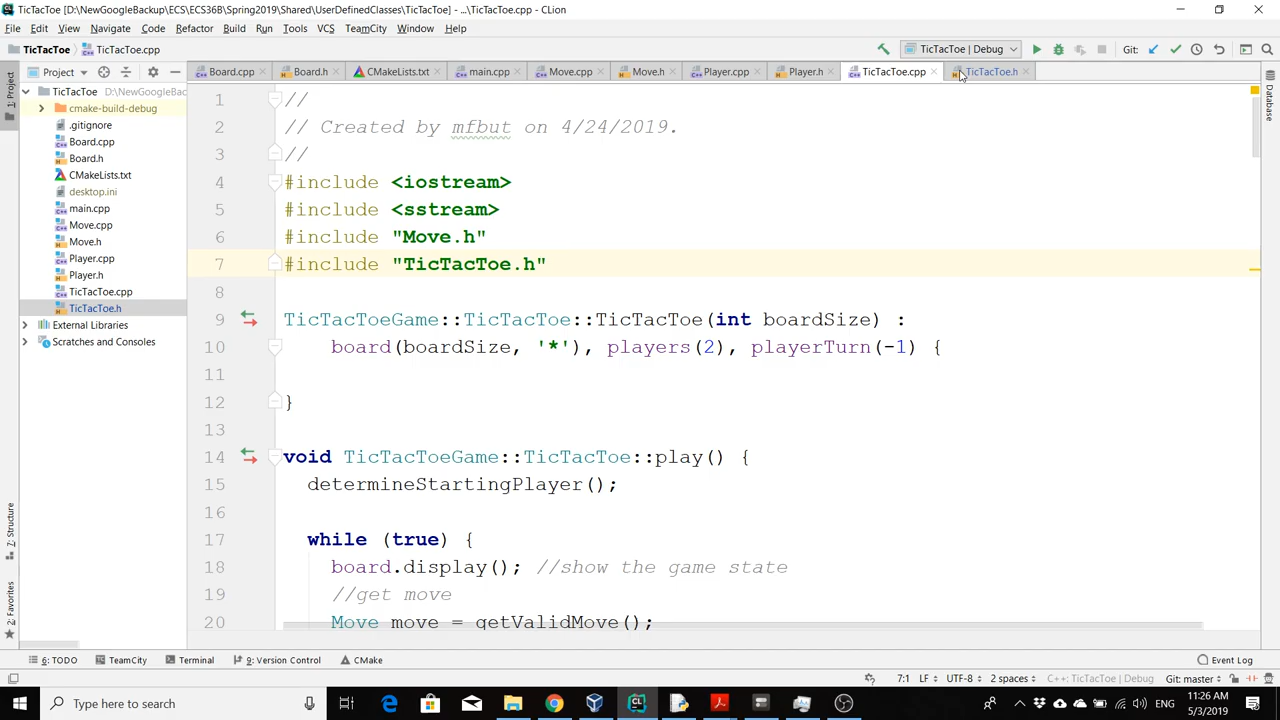 TicTacToe [D:\NewGoogleBackup\ECS\ECS36B\Spring2019\Shared\UserDefinedClasses\TicTacToe] - ...\TicTacToe.cpp - CLion
File Edit View Navigate Code Refactor Build Run Tools VCS TeamCity Window Help
TicTacToe TicTacToe.cpp TicTacToe | Debug Git:
Project Board.cpp Board.h CMakeLists.txt main.cpp Move.cpp Move.h Player.cpp Player.h TicTacToe.cpp TicTacToe.h
TicTacToe D:\NewGoogleBac
cmake-build-debug
.gitignore
Board.cpp
Board.h
CMakeLists.txt
desktop.ini
main.cpp
Move.cpp
Move.h
Player.cpp
Player.h
TicTacToe.cpp
TicTacToe.h
External Libraries
Scratches and Consoles
1: Project
7: Structure
2: Favorites
Database
1 //
2 // Created by mfbut on 4/24/2019.
3 //
4 #include <iostream>
5 #include <sstream>
6 #include "Move.h"
7 #include "TicTacToe.h"
8
9 TicTacToeGame::TicTacToe::TicTacToe(int boardSize) :
10 board(boardSize, '*'), players(2), playerTurn(-1) {
11
12 }
13
14 void TicTacToeGame::TicTacToe::play() {
15 determineStartingPlayer();
16
17 while (true) {
18 board.display(); //show the game state
19 //get move
20 Move move = getValidMove();
6: TODO TeamCity Terminal 9: Version Control CMake Event Log
7:1 LF UTF-8 2 spaces C++: TicTacToe | Debug Git: master
Type here to search
ENG
11:26 AM
5/3/2019